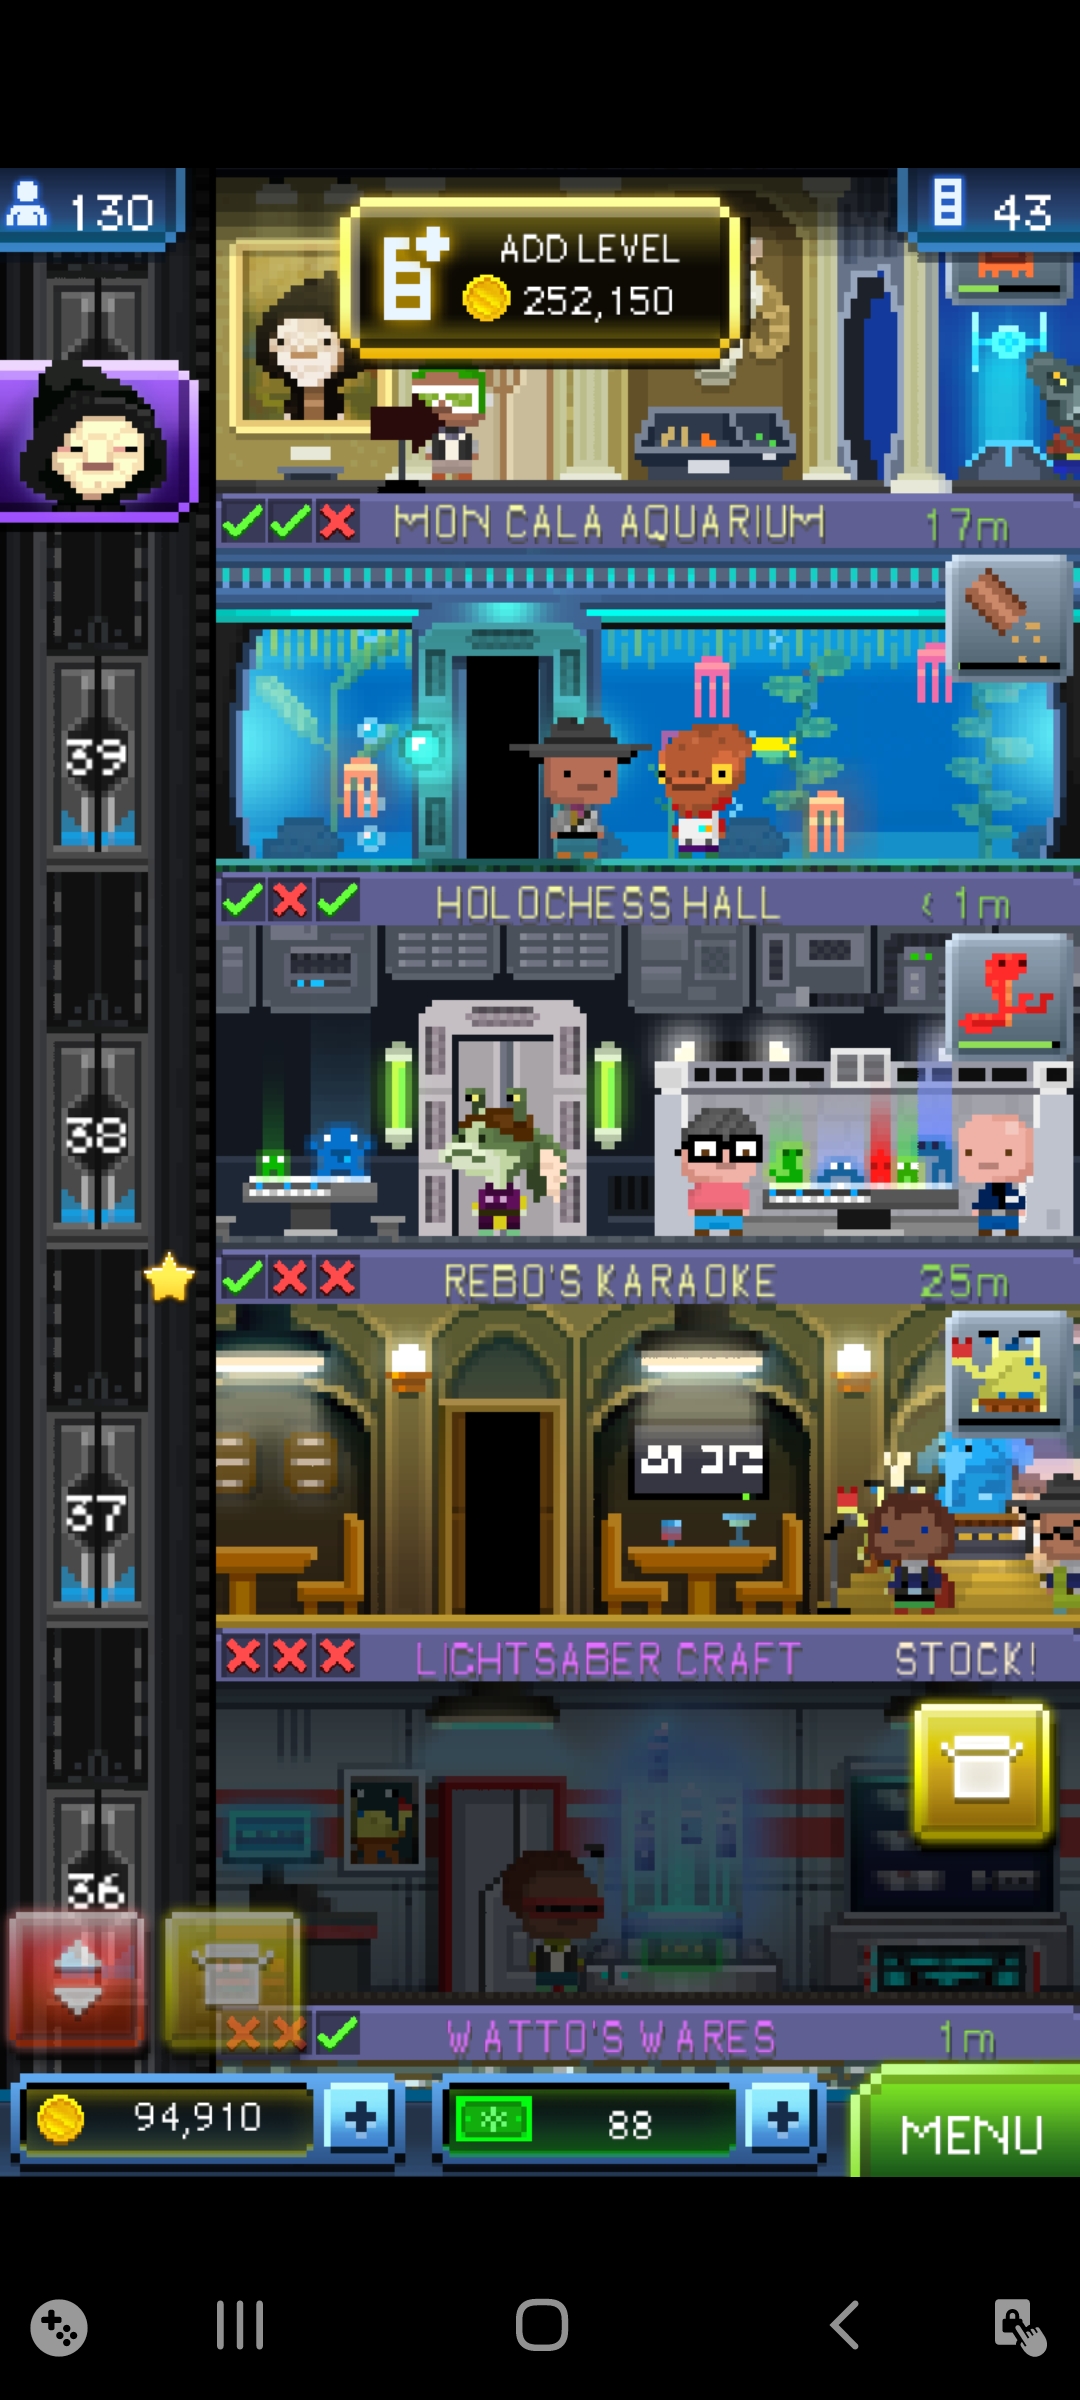 130
43
ADD LEVEL
252,150
MON CALA AQUARIUM 17m
39
HOLOCHESS HALL < 1m
38
REBO'S KARAOKE 25m
37
LIGHTSABER CRAFT STOCK!
36
WATTO'S WARES 1m
94,910
88
MENU